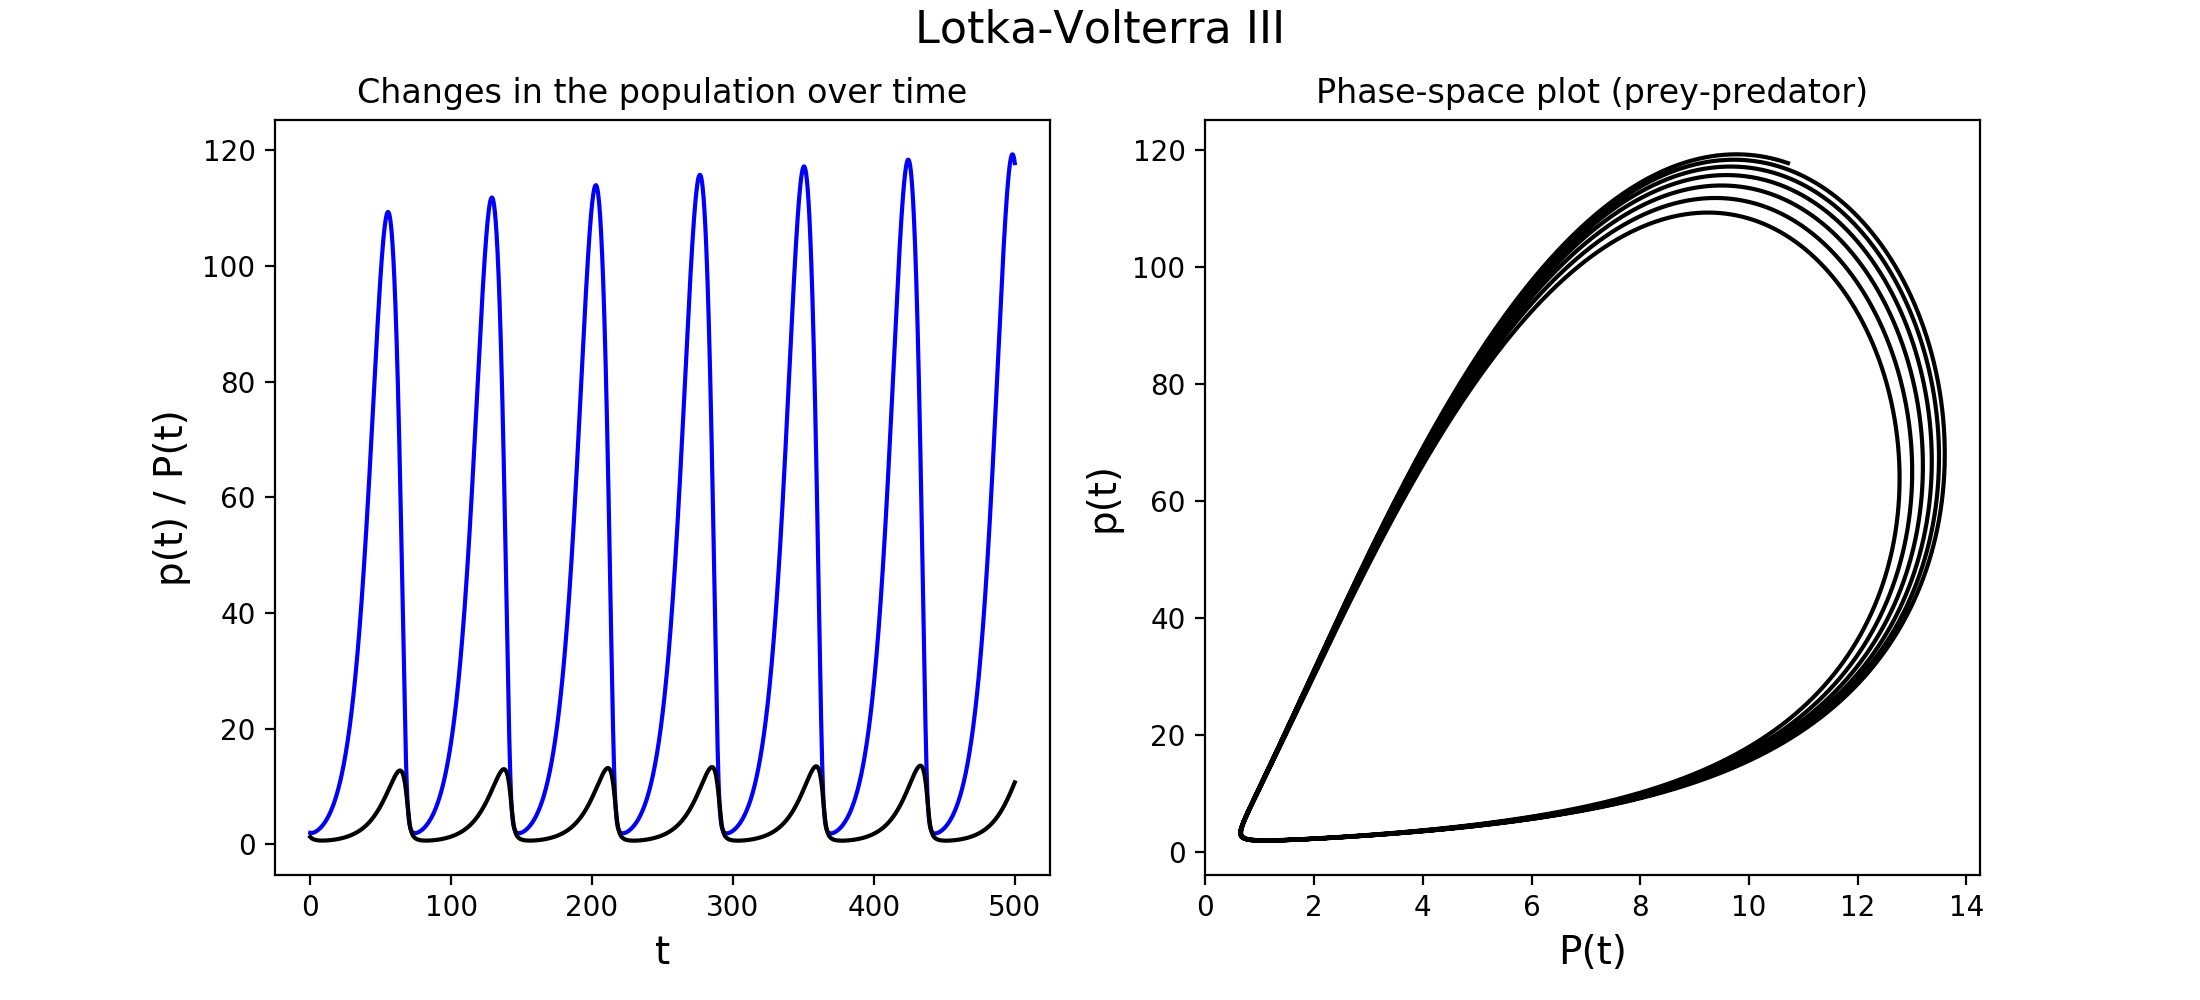 Lotka-Volterra III
Changes in the population over time
120
100
80
60
40
20
0
p(t) / P(t)
0 100 200 300 400 500
t
Phase-space plot (prey-predator)
120
100
80
60
40
20
0
p(t)
0 2 4 6 8 10 12 14
P(t)